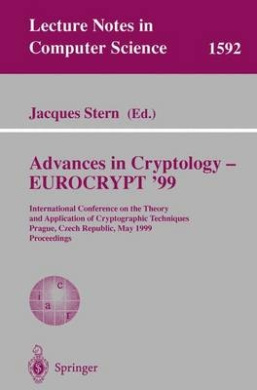 Lecture Notes in
Computer Science 1592
Jacques Stern (Ed.)
Advances in Cryptology –
EUROCRYPT '99
International Conference on the Theory
and Application of Cryptographic Techniques
Prague, Czech Republic, May 1999
Proceedings
i a c r
Springer